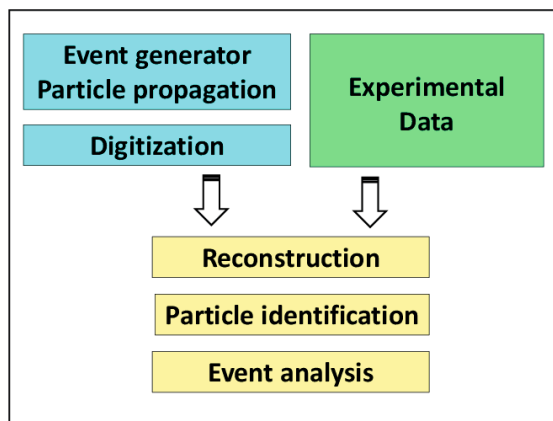 Event generator
Particle propagation
Digitization
Experimental
Data
Reconstruction
Particle identification
Event analysis